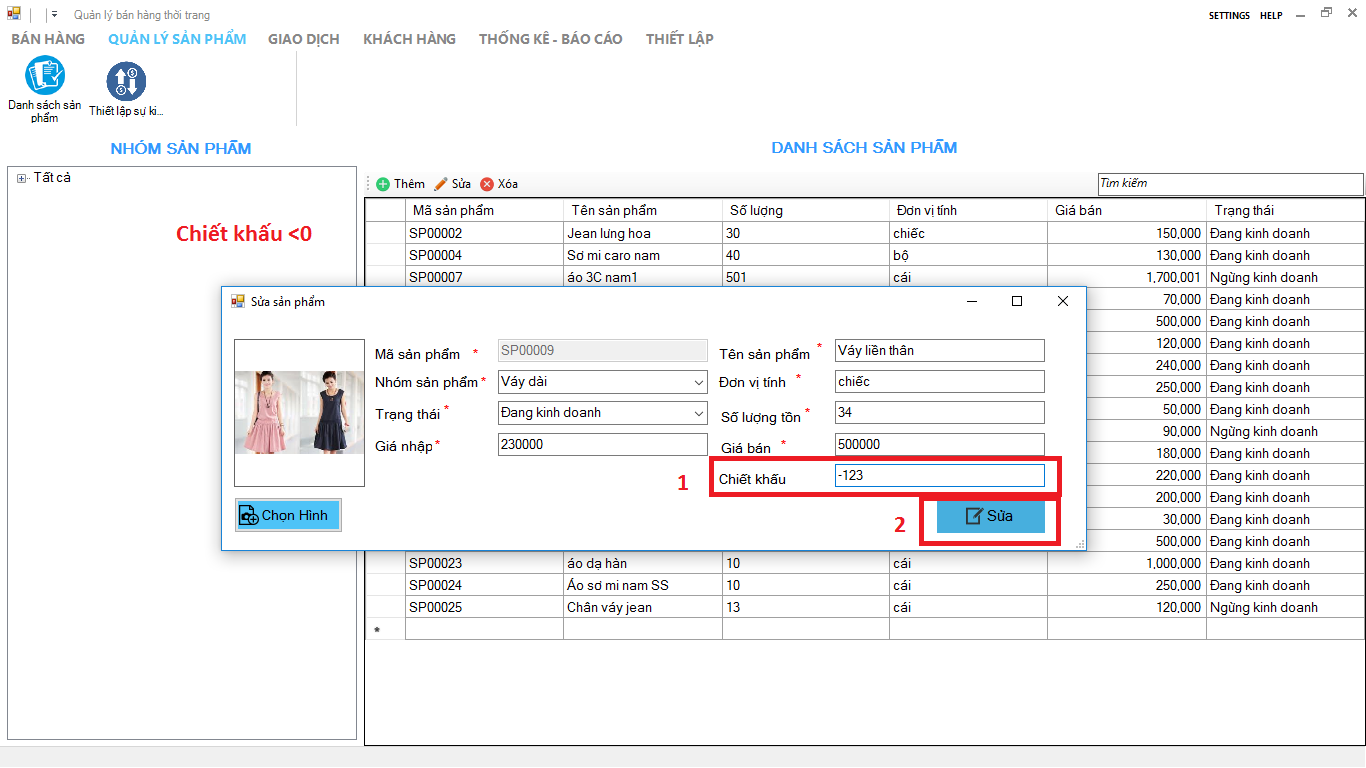 Quản lý bán hàng thời trang
SETTINGS HELP
BÁN HÀNG QUẢN LÝ SẢN PHẨM GIAO DỊCH KHÁCH HÀNG THỐNG KÊ - BÁO CÁO THIẾT LẬP
Danh sách sản phẩm
Thiết lập sự ki...
NHÓM SẢN PHẨM
DANH SÁCH SẢN PHẨM
Tất cả
Chiết khấu <0
Thêm Sửa Xóa
Tìm kiếm
Mã sản phẩm Tên sản phẩm Số lượng Đơn vị tính Giá bán Trạng thái
SP00002 Jean lưng hoa 30 chiếc 150,000 Đang kinh doanh
SP00004 Sơ mi caro nam 40 bộ 130,000 Đang kinh doanh
SP00007 áo 3C nam1 501 cái 1,700,001 Ngừng kinh doanh
70,000 Đang kinh doanh
500,000 Đang kinh doanh
120,000 Đang kinh doanh
240,000 Đang kinh doanh
250,000 Đang kinh doanh
50,000 Đang kinh doanh
90,000 Ngừng kinh doanh
180,000 Đang kinh doanh
220,000 Đang kinh doanh
200,000 Đang kinh doanh
30,000 Đang kinh doanh
500,000 Đang kinh doanh
SP00023 áo dạ hàn 10 cái 1,000,000 Đang kinh doanh
SP00024 Áo sơ mi nam SS 10 cái 250,000 Đang kinh doanh
SP00025 Chân váy jean 13 cái 120,000 Ngừng kinh doanh
*
Sửa sản phẩm
Mã sản phẩm * SP00009 Tên sản phẩm * Váy liền thân
Nhóm sản phẩm * Váy dài Đơn vị tính * chiếc
Trạng thái * Đang kinh doanh Số lượng tồn * 34
Giá nhập * 230000 Giá bán * 500000
1 Chiết khấu -123
Chọn Hình
2 Sửa